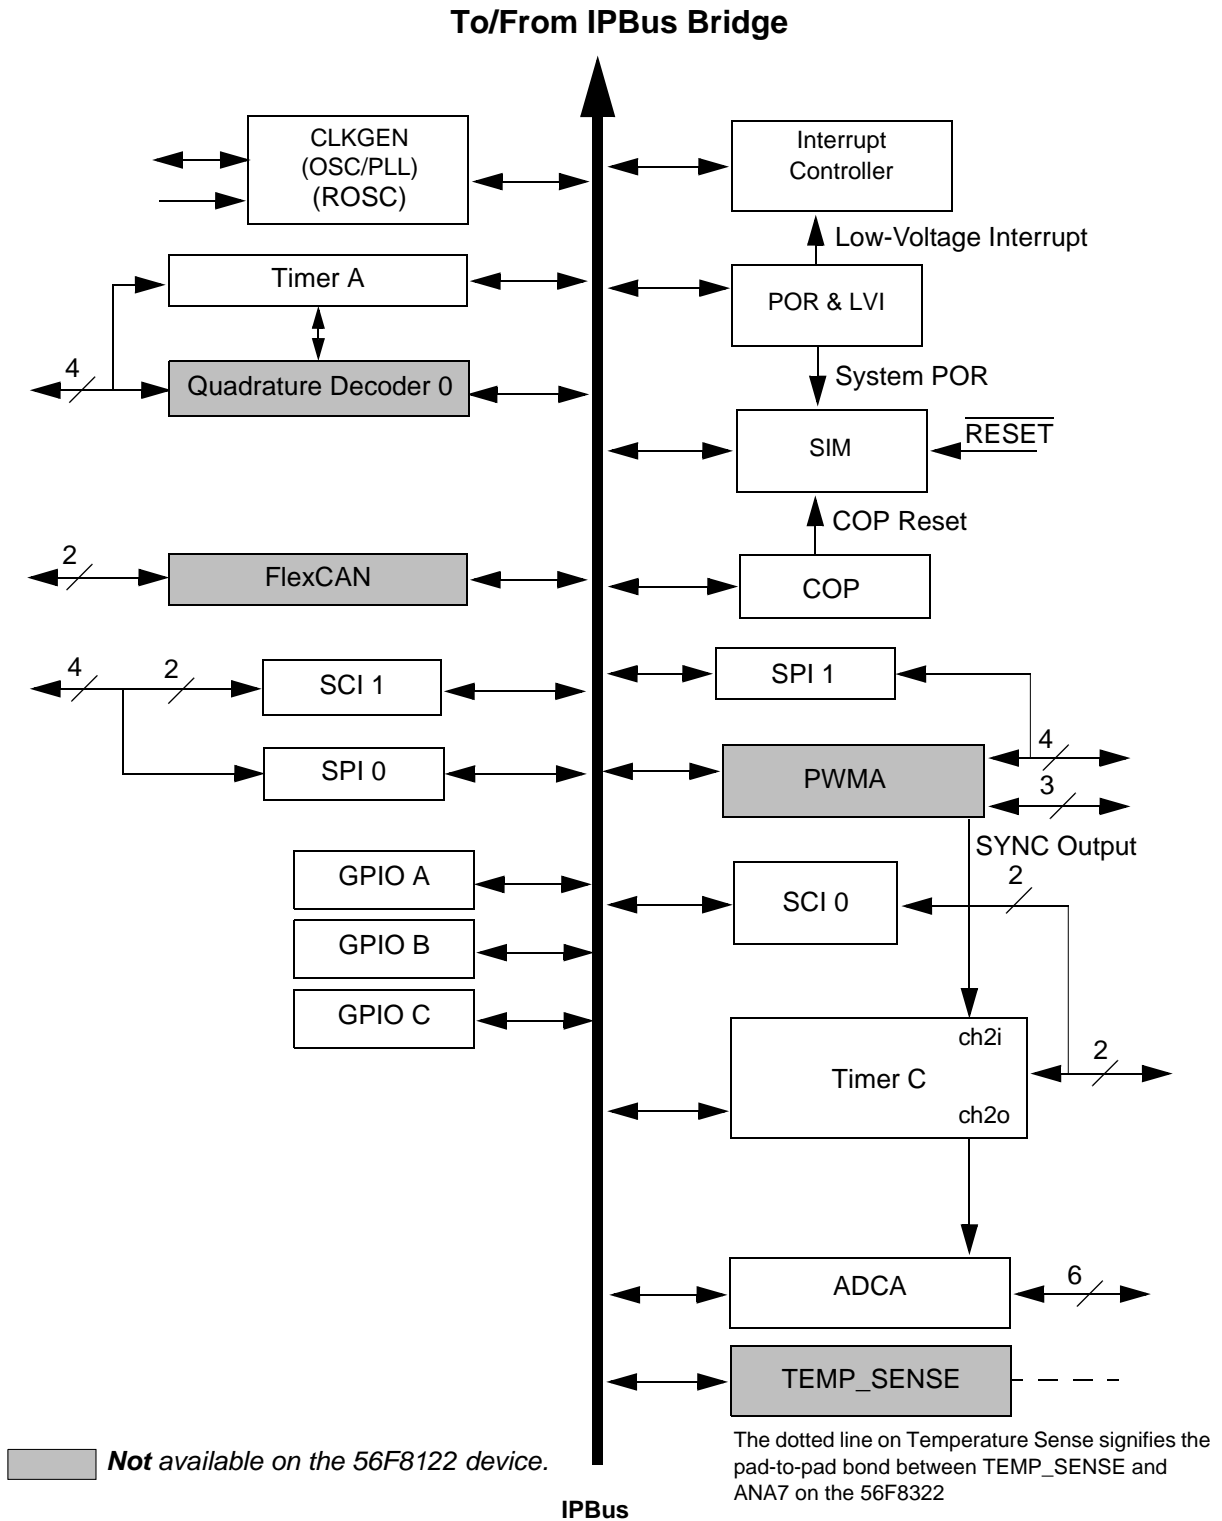 To/From IPBus Bridge
CLKGEN
(OSC/PLL)
(ROSC)
Interrupt
Controller
Low-Voltage Interrupt
Timer A
POR & LVI
4
Quadrature Decoder 0
System POR
SIM
RESET
COP Reset
2
FlexCAN
COP
4
2
SCI 1
SPI 1
SPI 0
4
PWMA
3
SYNC Output
GPIO A
2
SCI 0
GPIO B
GPIO C
ch2i
Timer C
2
ch2o
ADCA
6
TEMP_SENSE
Not available on the 56F8122 device.
The dotted line on Temperature Sense signifies the
pad-to-pad bond between TEMP_SENSE and
ANA7 on the 56F8322
IPBus